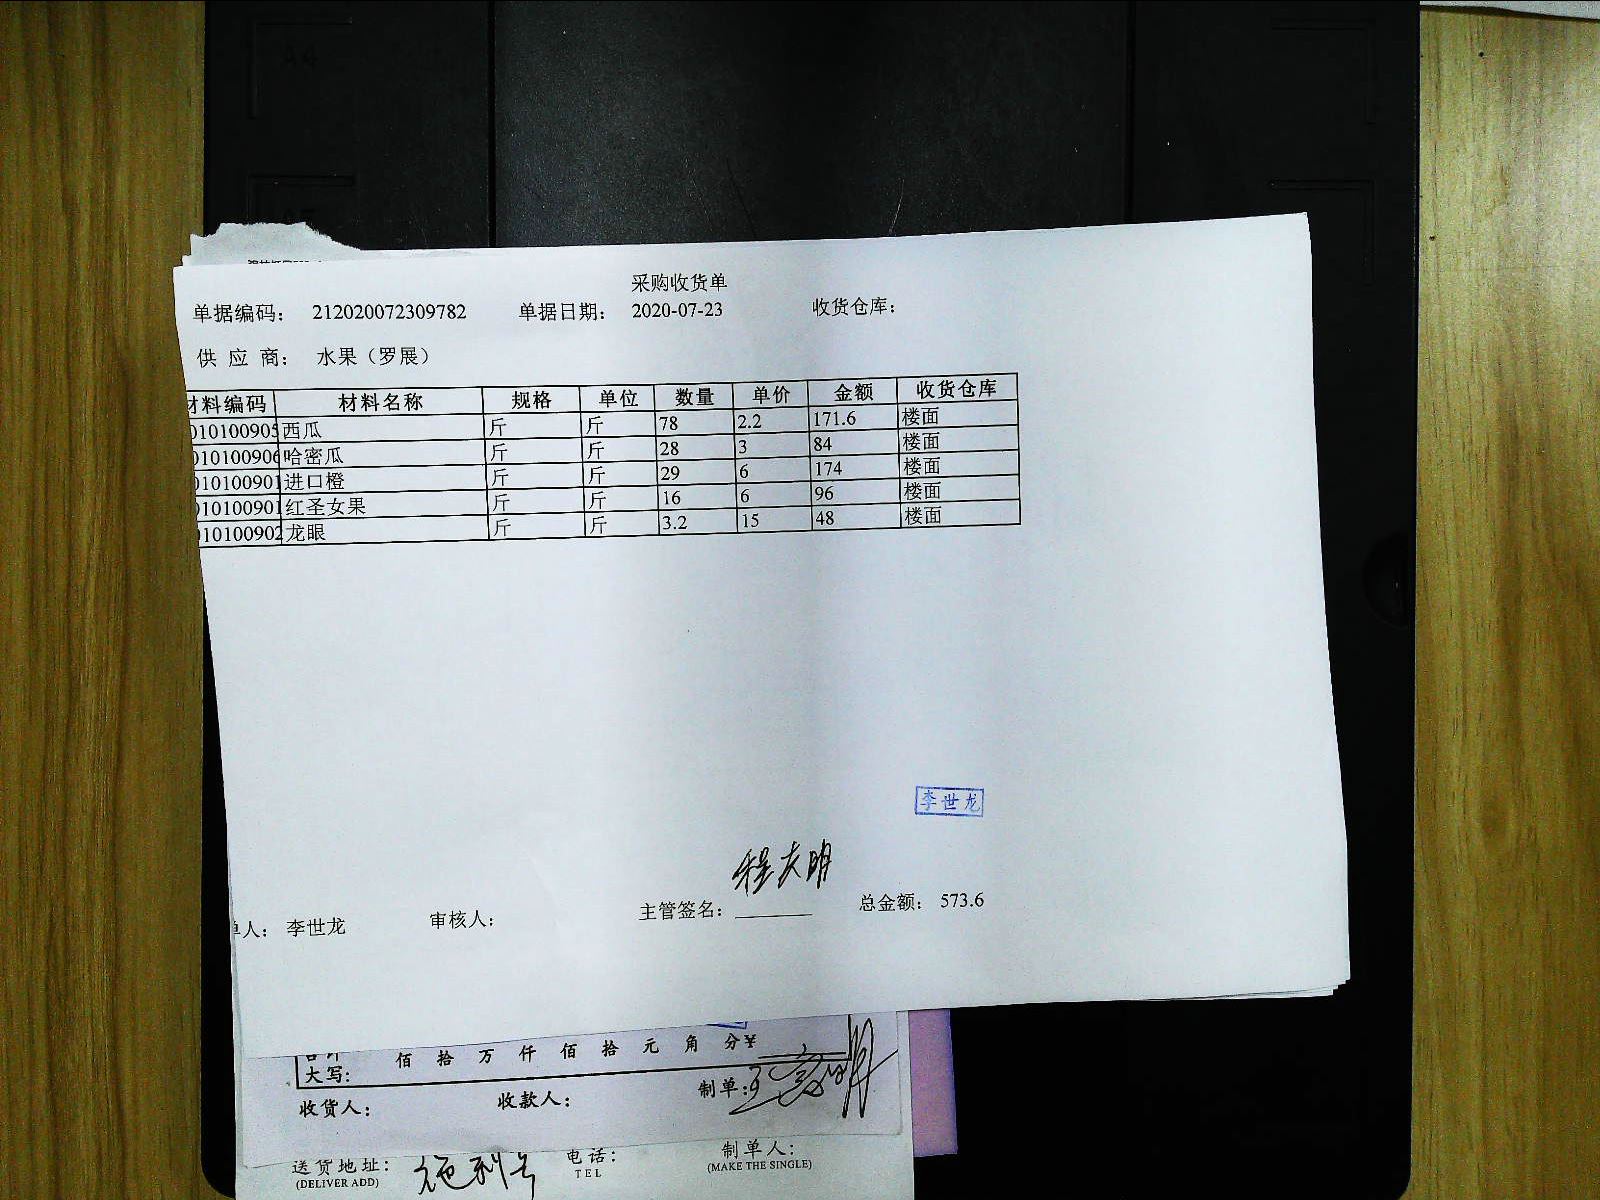 采购收货单
单据编码： 212020072309782 单据日期： 2020-07-23 收货仓库：
供 应 商： 水果（罗展）
材料编码 材料名称 规格 单位 数量 单价 金额 收货仓库
010100905 西瓜 斤 斤 78 2.2 171.6 楼面
010100906 哈密瓜 斤 斤 28 3 84 楼面
010100901 进口橙 斤 斤 29 6 174 楼面
010100901 红圣女果 斤 斤 16 6 96 楼面
010100902 龙眼 斤 斤 3.2 15 48 楼面
李世龙
单人： 李世龙 审核人： 主管签名： 总金额： 573.6
合计
大写： 佰 拾 万 仟 佰 拾 元 角 分¥
收货人： 收款人： 制单：
送货地址： 电话： 制单人：
(DELIVER ADD) TEL (MAKE THE SINGLE)